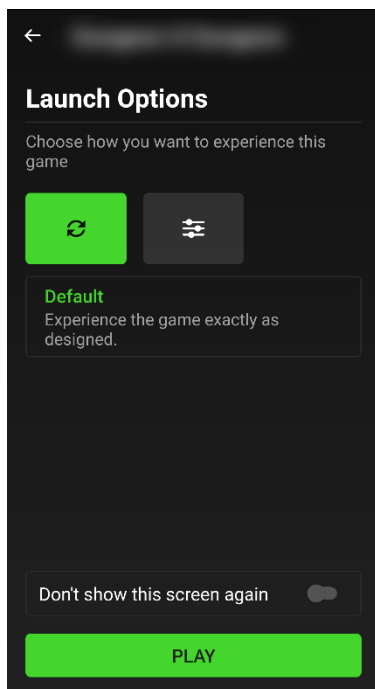 Launch Options
Choose how you want to experience this
game
Default
Experience the game exactly as
designed.
Don't show this screen again
PLAY